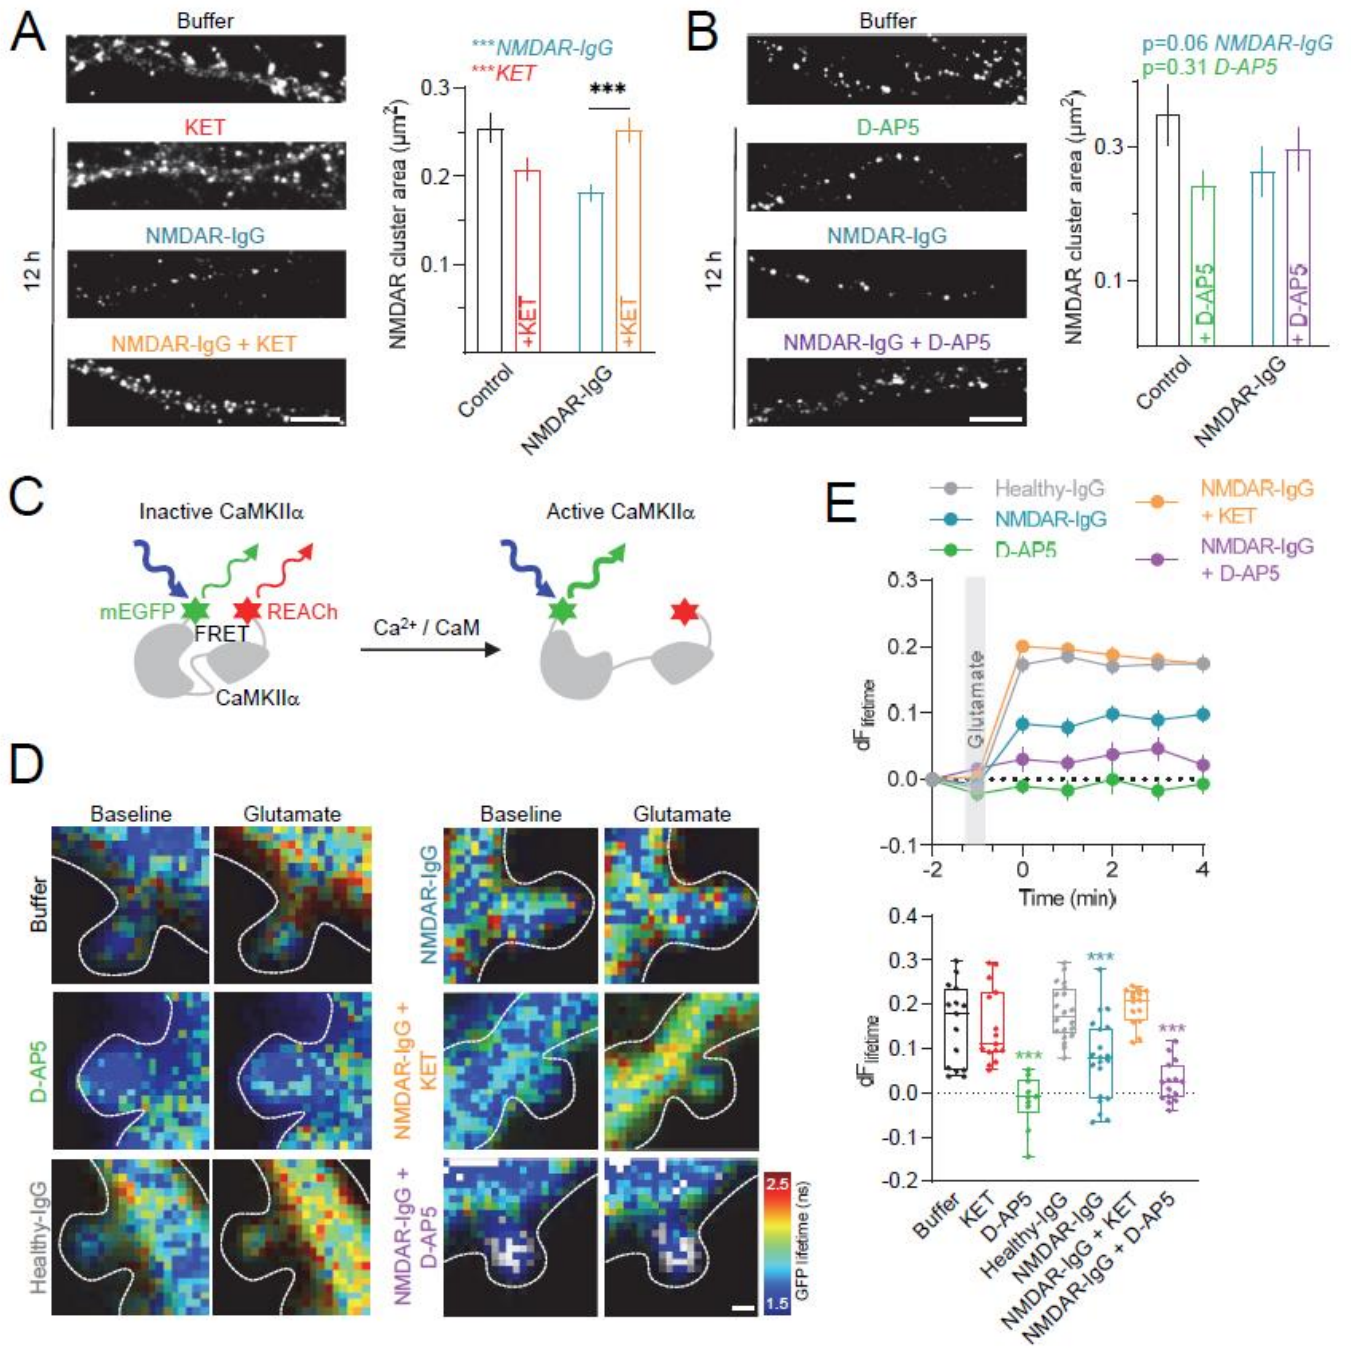 A
Buffer
KET
NMDAR-IgG
NMDAR-IgG + KET
12 h
***NMDAR-IgG
***KET
***
NMDAR cluster area (µm²)
0.3
0.2
0.1
+KET
+KET
Control
NMDAR-IgG
B
Buffer
D-AP5
NMDAR-IgG
NMDAR-IgG + D-AP5
12 h
p=0.06 NMDAR-IgG
p=0.31 D-AP5
NMDAR cluster area (µm²)
0.3
0.1
+ D-AP5
+ D-AP5
Control
NMDAR-IgG
C
Inactive CaMKIIα
Active CaMKIIα
mEGFP
REACh
FRET
CaMKIIα
Ca²⁺ / CaM
D
Baseline
Glutamate
Baseline
Glutamate
Buffer
NMDAR-IgG
D-AP5
NMDAR-IgG +
KET
Healthy-IgG
NMDAR-IgG +
D-AP5
2.5
1.5
GFP lifetime (ns)
E
Healthy-IgG
NMDAR-IgG
D-AP5
NMDAR-IgG
+ KET
NMDAR-IgG
+ D-AP5
dF lifetime
0.3
0.2
0.1
0.0
-0.1
Glutamate
-2
0
2
4
Time (min)
dF lifetime
0.4
0.3
0.2
0.1
0.0
-0.1
-0.2
***
***
***
Buffer
KET
D-AP5
Healthy-IgG
NMDAR-IgG
NMDAR-IgG + KET
NMDAR-IgG + D-AP5